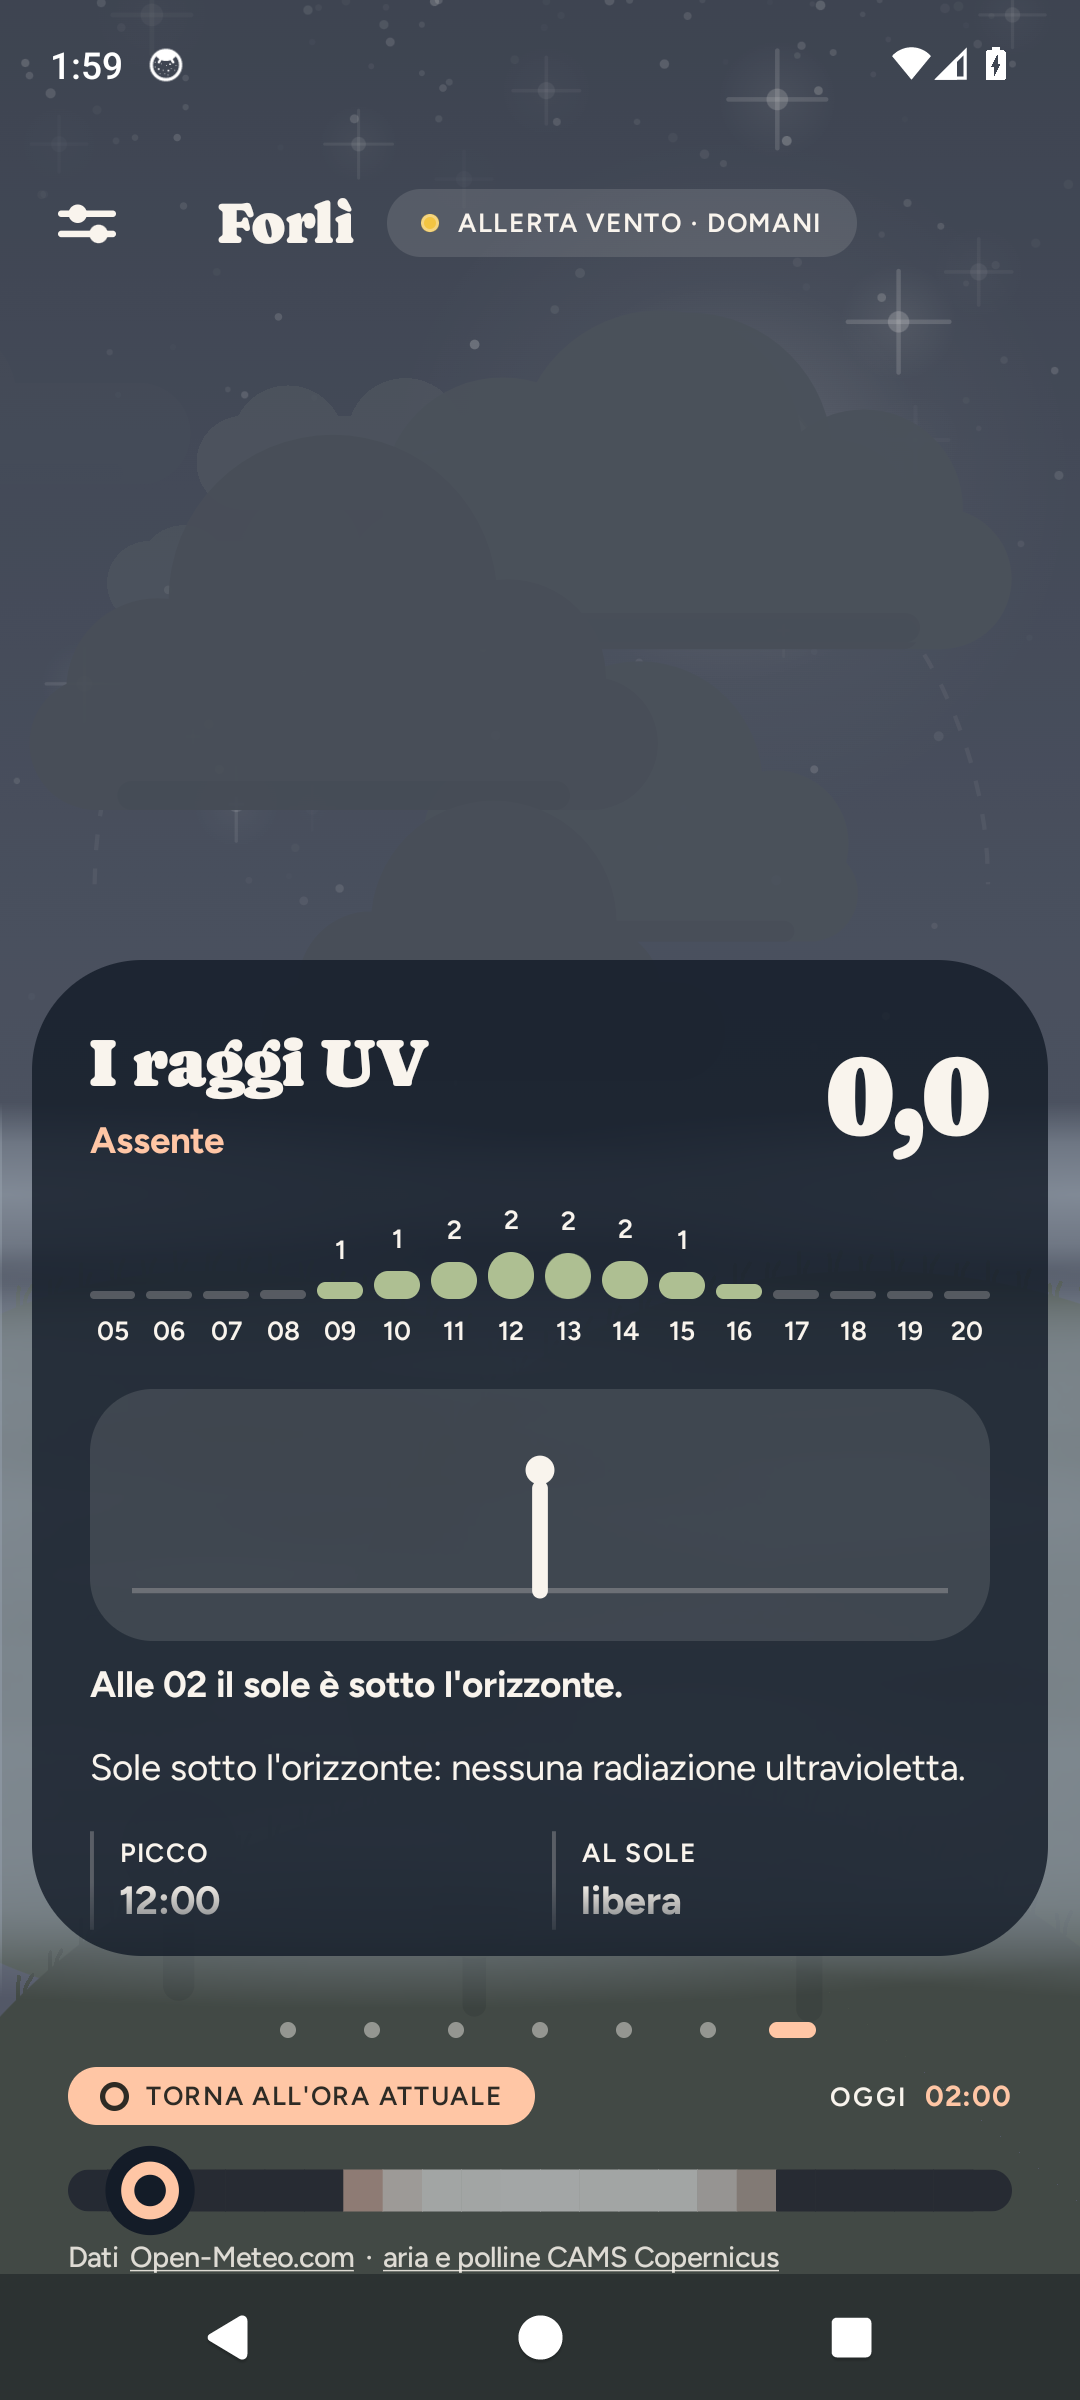 1:59
Forlì
ALLERTA VENTO · DOMANI
I raggi UV
0,0
Assente
1 1 2 2 2 2 1
05 06 07 08 09 10 11 12 13 14 15 16 17 18 19 20
Alle 02 il sole è sotto l'orizzonte.
Sole sotto l'orizzonte: nessuna radiazione ultravioletta.
PICCO
12:00
AL SOLE
libera
TORNA ALL'ORA ATTUALE
OGGI 02:00
Dati Open-Meteo.com · aria e polline CAMS Copernicus